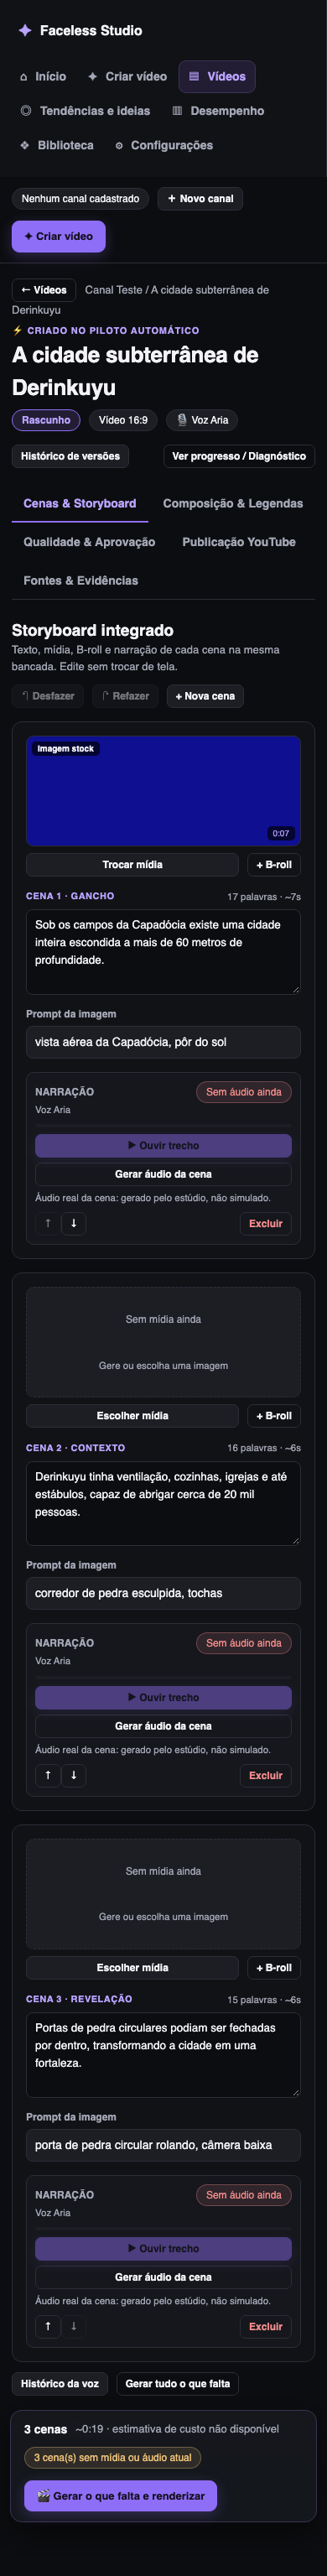 ✦ Faceless Studio
⌂ Início ✦ Criar vídeo ▤ Vídeos
◎ Tendências e ideias ▥ Desempenho
❖ Biblioteca ⚙ Configurações
Nenhum canal cadastrado + Novo canal
✦ Criar vídeo
← Vídeos Canal Teste / A cidade subterrânea de
Derinkuyu
⚡ CRIADO NO PILOTO AUTOMÁTICO
A cidade subterrânea de
Derinkuyu
Rascunho Vídeo 16:9 🎙 Voz Aria
Histórico de versões Ver progresso / Diagnóstico
Cenas & Storyboard Composição & Legendas
Qualidade & Aprovação Publicação YouTube
Fontes & Evidências
Storyboard integrado
Texto, mídia, B-roll e narração de cada cena na mesma
bancada. Edite sem trocar de tela.
↰ Desfazer ↱ Refazer + Nova cena
Imagem stock
0:07
Trocar mídia + B-roll
CENA 1 · GANCHO 17 palavras · ~7s
Sob os campos da Capadócia existe uma cidade
inteira escondida a mais de 60 metros de
profundidade.
Prompt da imagem
vista aérea da Capadócia, pôr do sol
NARRAÇÃO Sem áudio ainda
Voz Aria
▶ Ouvir trecho
Gerar áudio da cena
Áudio real da cena: gerado pelo estúdio, não simulado.
↑ ↓ Excluir
Sem mídia ainda
Gere ou escolha uma imagem
Escolher mídia + B-roll
CENA 2 · CONTEXTO 16 palavras · ~6s
Derinkuyu tinha ventilação, cozinhas, igrejas e até
estábulos, capaz de abrigar cerca de 20 mil
pessoas.
Prompt da imagem
corredor de pedra esculpida, tochas
NARRAÇÃO Sem áudio ainda
Voz Aria
▶ Ouvir trecho
Gerar áudio da cena
Áudio real da cena: gerado pelo estúdio, não simulado.
↑ ↓ Excluir
Sem mídia ainda
Gere ou escolha uma imagem
Escolher mídia + B-roll
CENA 3 · REVELAÇÃO 15 palavras · ~6s
Portas de pedra circulares podiam ser fechadas
por dentro, transformando a cidade em uma
fortaleza.
Prompt da imagem
porta de pedra circular rolando, câmera baixa
NARRAÇÃO Sem áudio ainda
Voz Aria
▶ Ouvir trecho
Gerar áudio da cena
Áudio real da cena: gerado pelo estúdio, não simulado.
↑ ↓ Excluir
Histórico da voz Gerar tudo o que falta
3 cenas ~0:19 · estimativa de custo não disponível
3 cena(s) sem mídia ou áudio atual
🎬 Gerar o que falta e renderizar